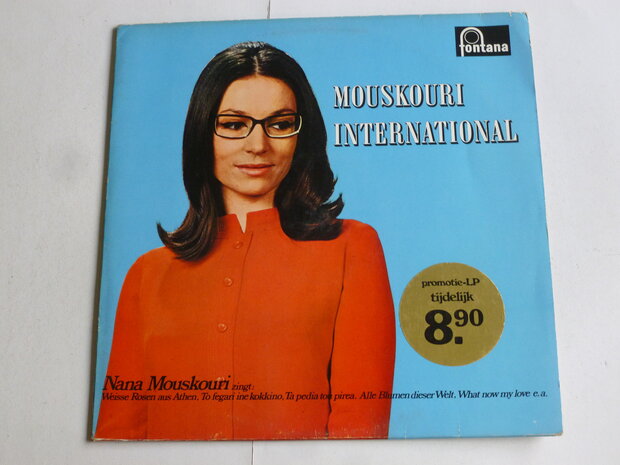 fontana
MOUSKOURI
INTERNATIONAL
promotie-LP
tijdelijk
8.90
Nana Mouskouri zingt:
Weisse Rosen aus Athen, To fegari ine kokkino, Ta pedia tou pirea. Alle Blumen dieser Welt. What now my love e.a.